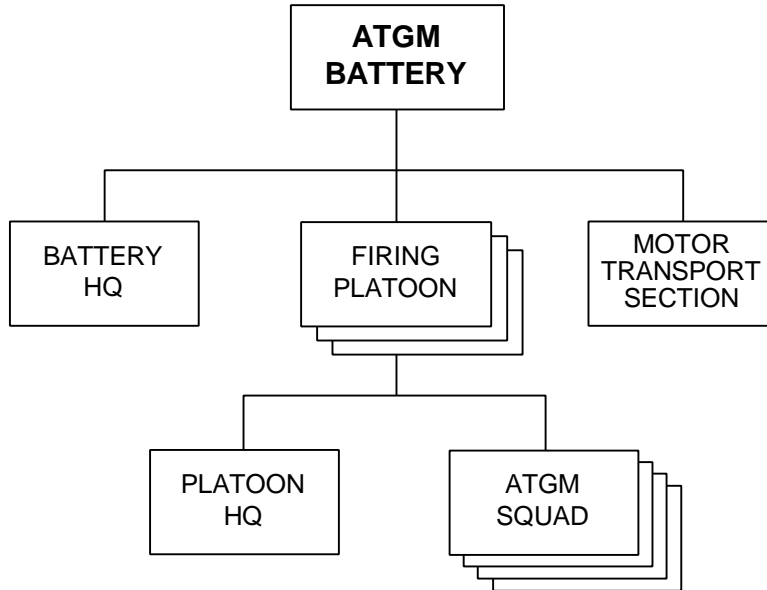 ATGM
BATTERY
BATTERY
HQ
FIRING
PLATOON
MOTOR
TRANSPORT
SECTION
PLATOON
HQ
ATGM
SQUAD